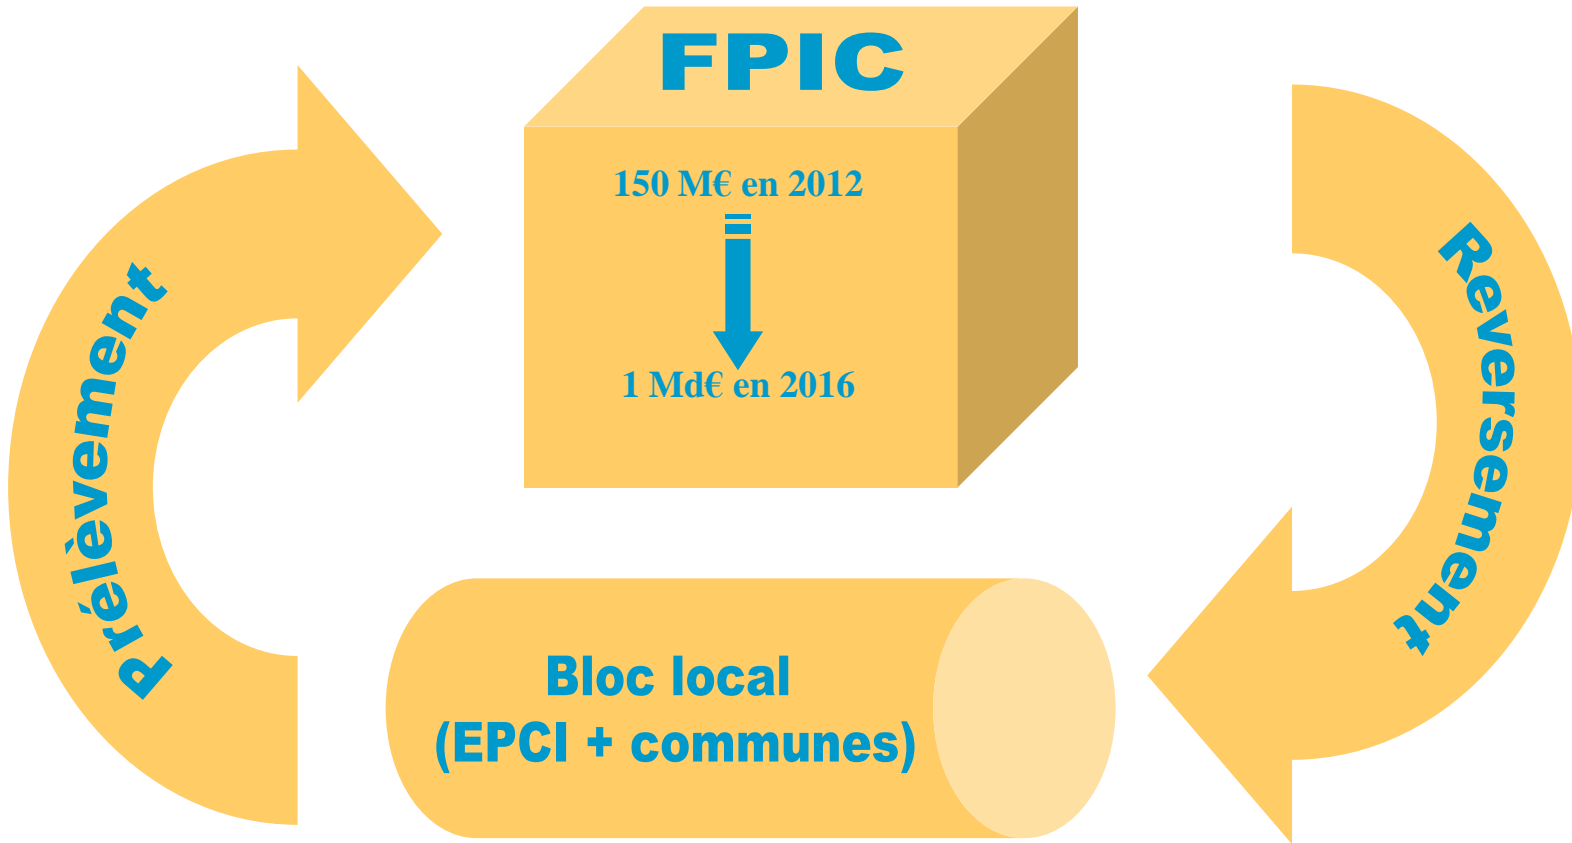 FPIC
150 M€ en 2012
1 Md€ en 2016
Prélèvement
Reversement
Bloc local
(EPCI + communes)